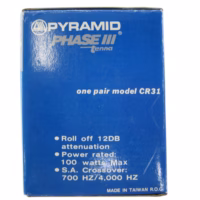 PYRAMID
PHASE III
one pair model CR31
• Roll off 12DB
attenuation
• Power rated:
100 watts Max
• S.A. Crossover:
700 HZ/4,000 HZ
MADE IN TAIWAN R.O.C.